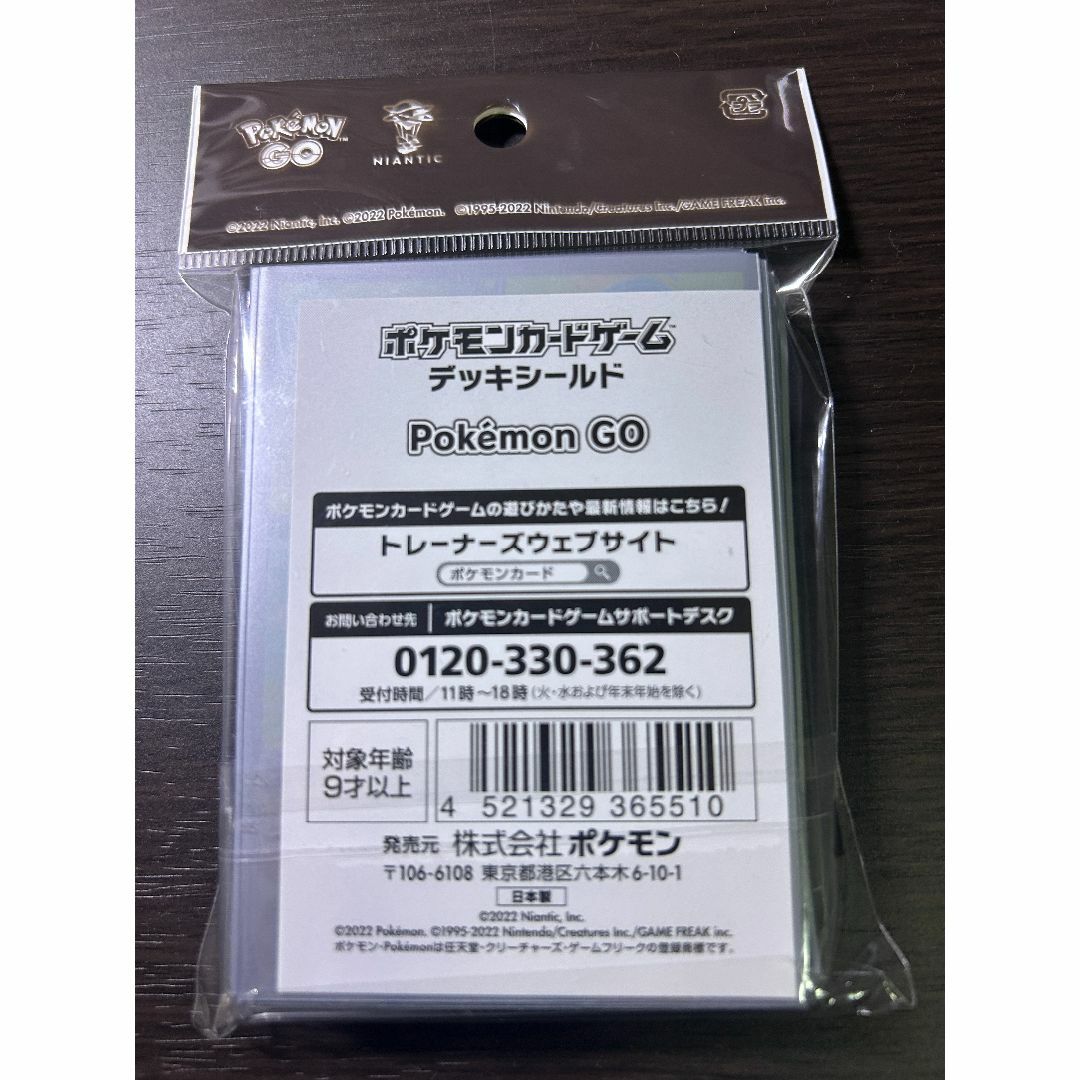 POKéMON GO™
NIANTIC
プラ
©2022 Niantic, Inc. ©2022 Pokémon. ©1995-2022 Nintendo/Creatures Inc./GAME FREAK inc.
ポケモンカードゲーム™
デッキシールド
Pokémon GO
ポケモンカードゲームの遊びかたや最新情報はこちら!
トレーナーズウェブサイト
ポケモンカード
お問い合わせ先 ポケモンカードゲームサポートデスク
0120-330-362
受付時間/11時~18時(火・水および年末年始を除く)
対象年齢
9才以上
4 521329 365510
発売元 株式会社ポケモン
〒106-6108 東京都港区六本木6-10-1
日本製
©2022 Niantic, Inc.
©2022 Pokémon. ©1995-2022 Nintendo/Creatures Inc./GAME FREAK inc.
ポケモン・Pokémonは任天堂・クリーチャーズ・ゲームフリークの登録商標です。